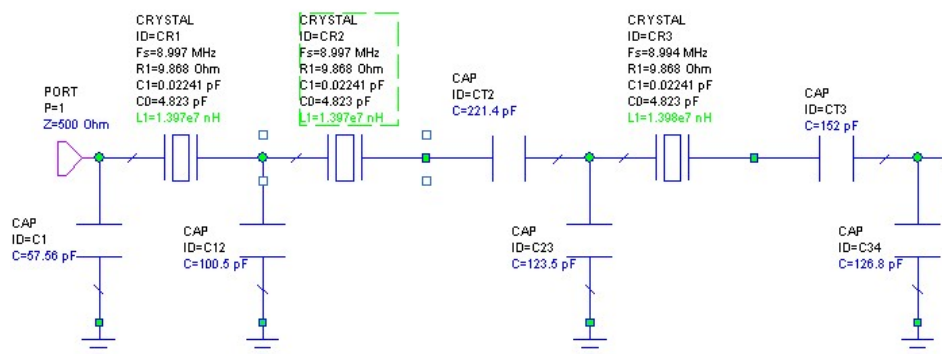 CRYSTAL
ID=CR1
Fs=8.997 MHz
R1=9.868 Ohm
C1=0.02241 pF
C0=4.823 pF
L1=1.397e7 nH
CRYSTAL
ID=CR2
Fs=8.997 MHz
R1=9.868 Ohm
C1=0.02241 pF
C0=4.823 pF
L1=1.397e7 nH
CRYSTAL
ID=CR3
Fs=8.994 MHz
R1=9.868 Ohm
C1=0.02241 pF
C0=4.823 pF
L1=1.398e7 nH
PORT
P=1
Z=500 Ohm
CAP
ID=CT2
C=221.4 pF
CAP
ID=CT3
C=152 pF
CAP
ID=C1
C=57.56 pF
CAP
ID=C12
C=100.5 pF
CAP
ID=C23
C=123.5 pF
CAP
ID=C34
C=126.8 pF